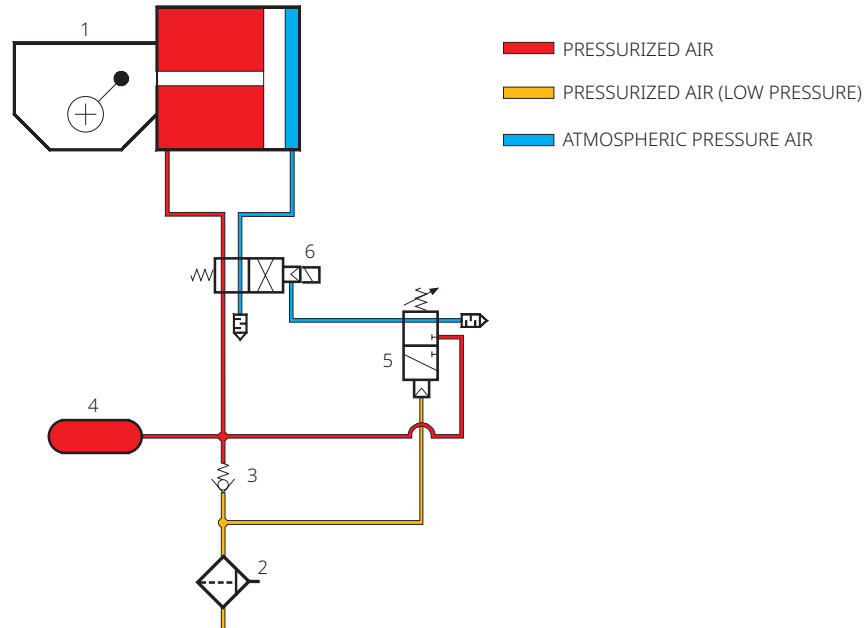 1
PRESSURIZED AIR
PRESSURIZED AIR (LOW PRESSURE)
ATMOSPHERIC PRESSURE AIR
6
5
4
3
2